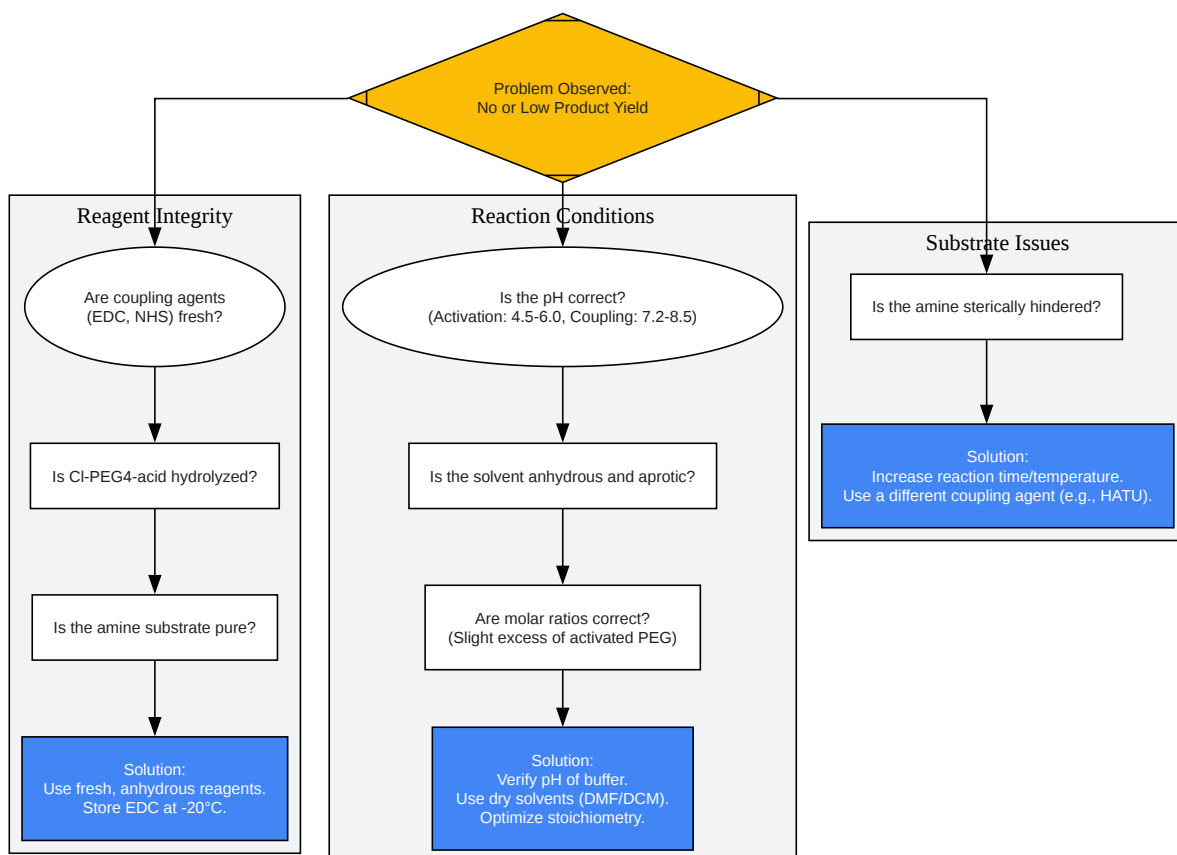 Problem Observed:
No or Low Product Yield
Reagent Integrity
Are coupling agents
(EDC, NHS) fresh?
Is Cl-PEG4-acid hydrolyzed?
Is the amine substrate pure?
Solution:
Use fresh, anhydrous reagents.
Store EDC at -20°C.
Reaction Conditions
Is the pH correct?
(Activation: 4.5-6.0, Coupling: 7.2-8.5)
Is the solvent anhydrous and aprotic?
Are molar ratios correct?
(Slight excess of activated PEG)
Solution:
Verify pH of buffer.
Use dry solvents (DMF/DCM).
Optimize stoichiometry.
Substrate Issues
Is the amine sterically hindered?
Solution:
Increase reaction time/temperature.
Use a different coupling agent (e.g., HATU).